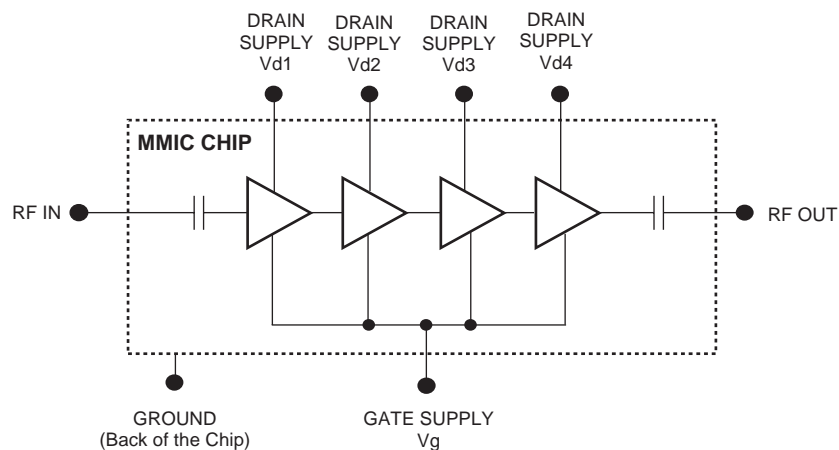 DRAIN
SUPPLY
Vd1
DRAIN
SUPPLY
Vd2
DRAIN
SUPPLY
Vd3
DRAIN
SUPPLY
Vd4
MMIC CHIP
RF IN
RF OUT
GROUND
(Back of the Chip)
GATE SUPPLY
Vg